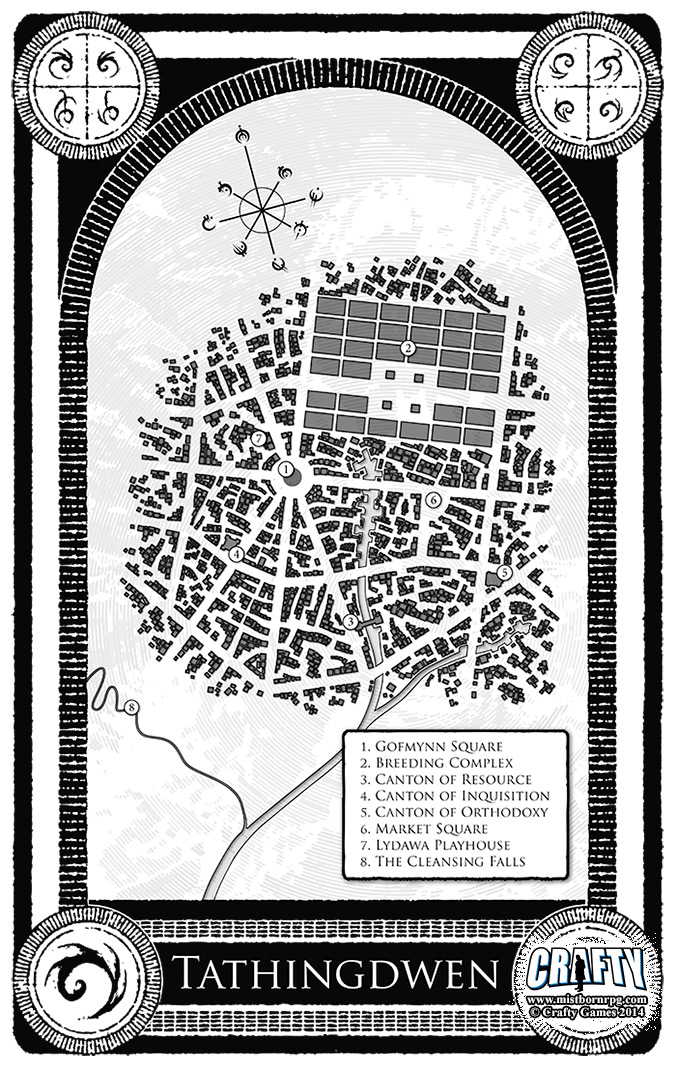 2
7
1
6
4
5
3
8
1. Gofmynn Square
2. Breeding Complex
3. Canton of Resource
4. Canton of Inquisition
5. Canton of Orthodoxy
6. Market Square
7. Lydawa Playhouse
8. The Cleansing Falls
Tathingdwen
CRAFTY
www.mistbornrpg.com
© Crafty Games 2014